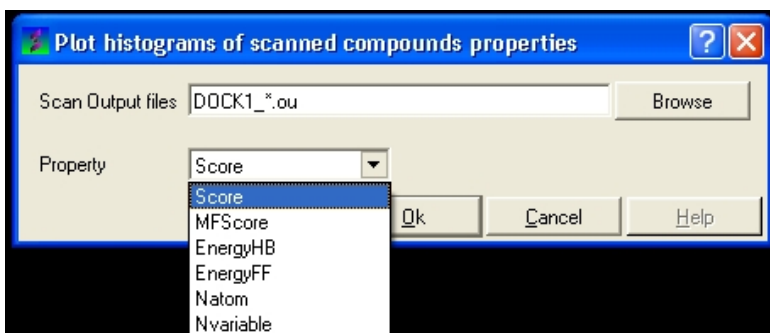 Plot histograms of scanned compounds properties
Scan Output files DOCK1_*.ou Browse
Property Score
Score
MFScore
EnergyHB
EnergyFF
Natom
Nvariable
Ok Cancel Help